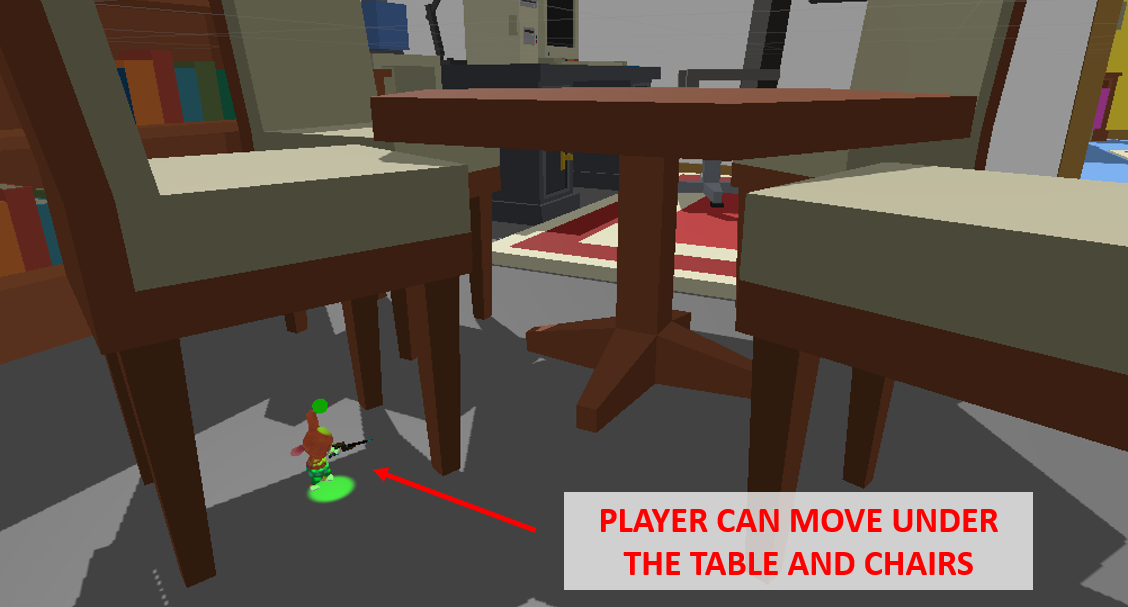 PLAYER CAN MOVE UNDER
THE TABLE AND CHAIRS